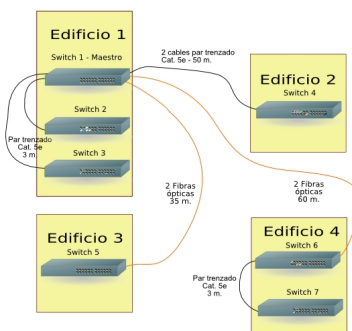 Edificio 1
Switch 1 - Maestro
Switch 2
Switch 3
Par trenzado
Cat. 5e
3 m.
2 cables par trenzado
Cat. 5e - 50 m.
Edificio 2
Switch 4
2 Fibras
ópticas
35 m.
2 Fibras
ópticas
60 m.
Edificio 3
Switch 5
Edificio 4
Switch 6
Switch 7
Par trenzado
Cat. 5e
3 m.